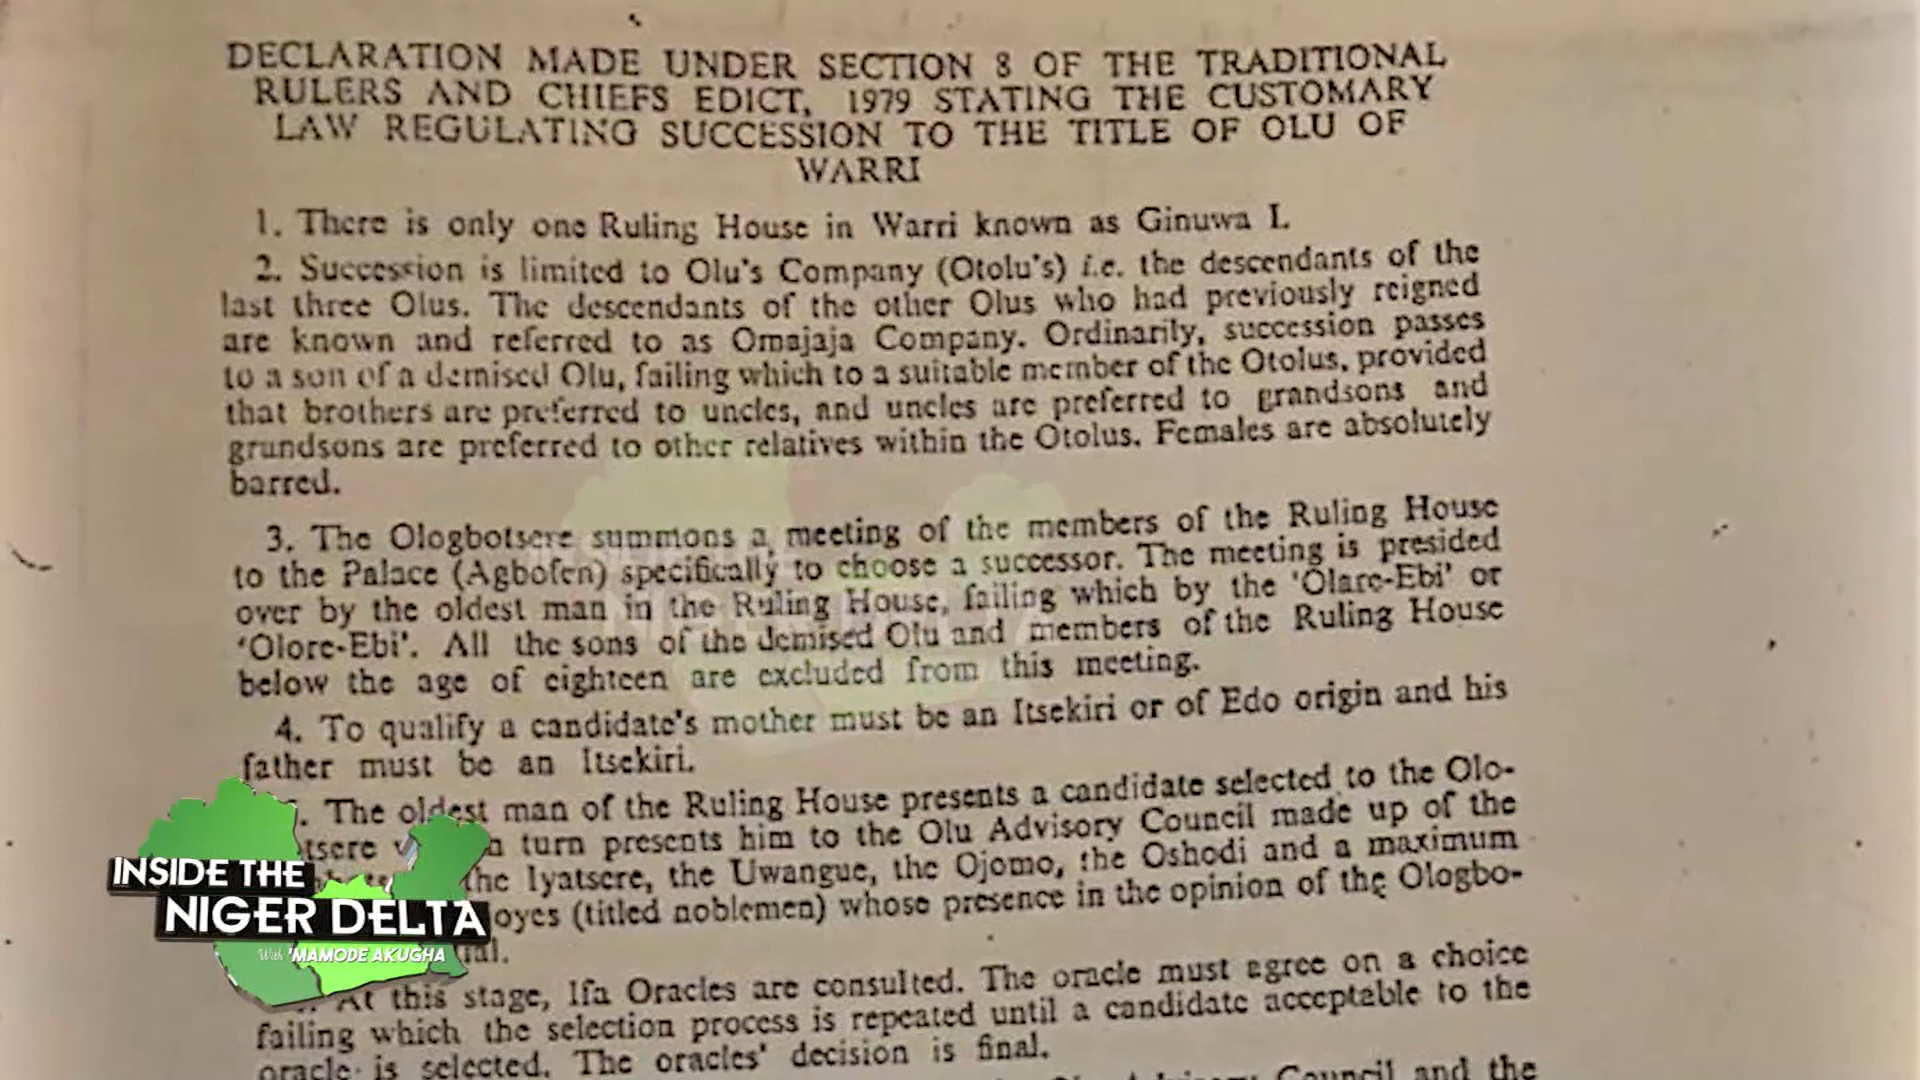 DECLARATION MADE UNDER SECTION 8 OF THE TRADITIONAL
RULERS AND CHIEFS EDICT, 1979 STATING THE CUSTOMARY
LAW REGULATING SUCCESSION TO THE TITLE OF OLU OF
WARRI
1. There is only one Ruling House in Warri known as Ginuwa I.
2. Succession is limited to Olu's Company (Otolu's) i.e. the descendants of the
last three Olus. The descendants of the other Olus who had previously reigned
are known and referred to as Omajaja Company. Ordinarily, succession passes
to a son of a demised Olu, failing which to a suitable member of the Otolus, provided
that brothers are preferred to uncles, and uncles are preferred to grandsons and
grundsons are preferred to other relatives within the Otolus. Females are absolutely
barred.
3. The Ologbotsere summons a meeting of the members of the Ruling House
to the Palace (Agbofen) specifically to choose a successor. The meeting is presided
over by the oldest man in the Ruling House, failing which by the 'Olare-Ebi' or
'Olore-Ebi'. All the sons of the demised Olu and members of the Ruling House
below the age of eighteen are excluded from this meeting.
4. To qualify a candidate's mother must be an Itsekiri or of Edo origin and his
father must be an Itsekiri.
. The oldest man of the Ruling House presents a candidate selected to the Olo-
tsere turn presents him to the Olu Advisory Council made up of the
the Iyatsere, the Uwangue, the Ojomo, the Oshodi and a maximum
joyes (titled noblemen) whose presence in the opinion of the Ologbo-
At this stage, Ifa Oracles are consulted. The oracle must agree on a choice
failing which the selection process is repeated until a candidate acceptable to the
oracle is selected. The oracles' decision is final.
Council and the
INSIDE THE
NIGER DELTA
With 'MAMODE AKUGHA